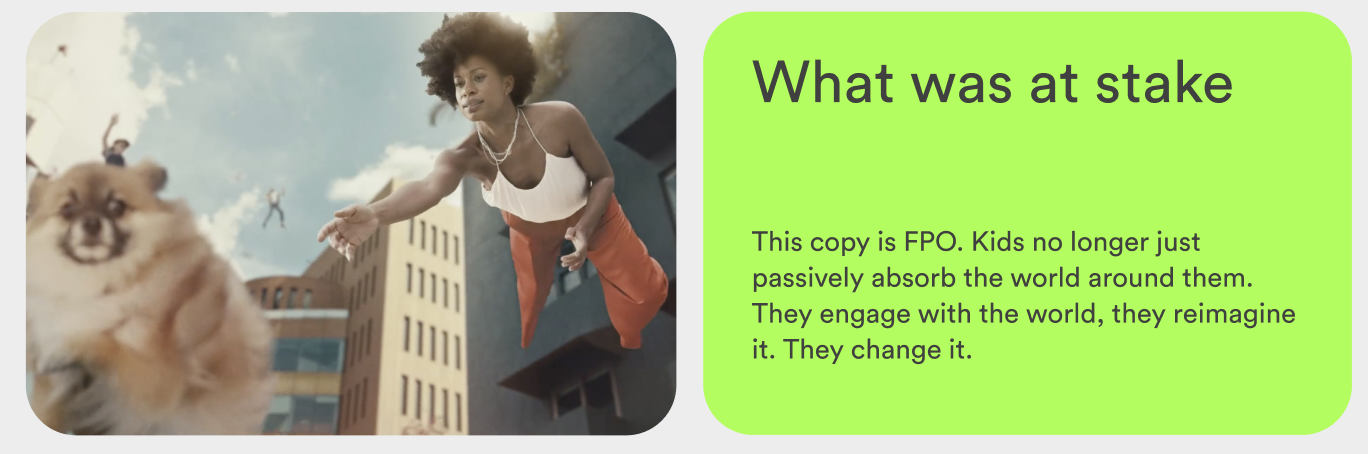 What was at stake
This copy is FPO. Kids no longer just
passively absorb the world around them.
They engage with the world, they reimagine
it. They change it.